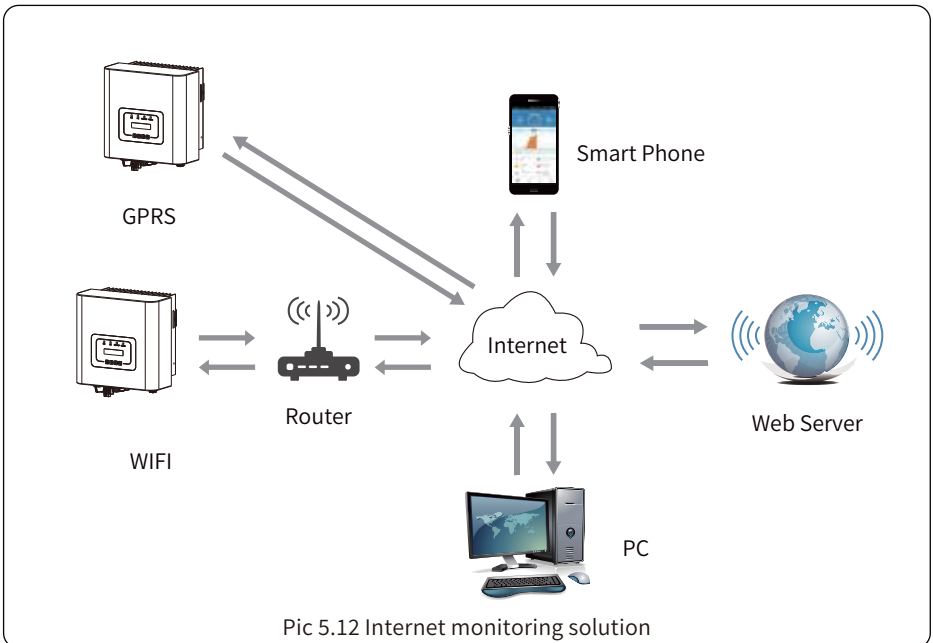 Smart Phone
GPRS
Internet
Router
Web Server
WIFI
PC
Pic 5.12 Internet monitoring solution